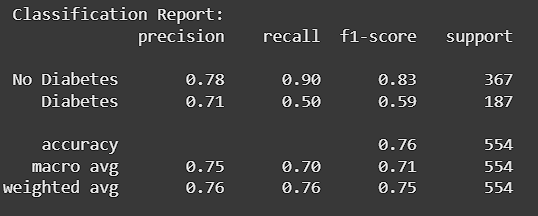 Classification Report:
precision recall f1-score support
No Diabetes 0.78 0.90 0.83 367
Diabetes 0.71 0.50 0.59 187
accuracy 0.76 554
macro avg 0.75 0.70 0.71 554
weighted avg 0.76 0.76 0.75 554